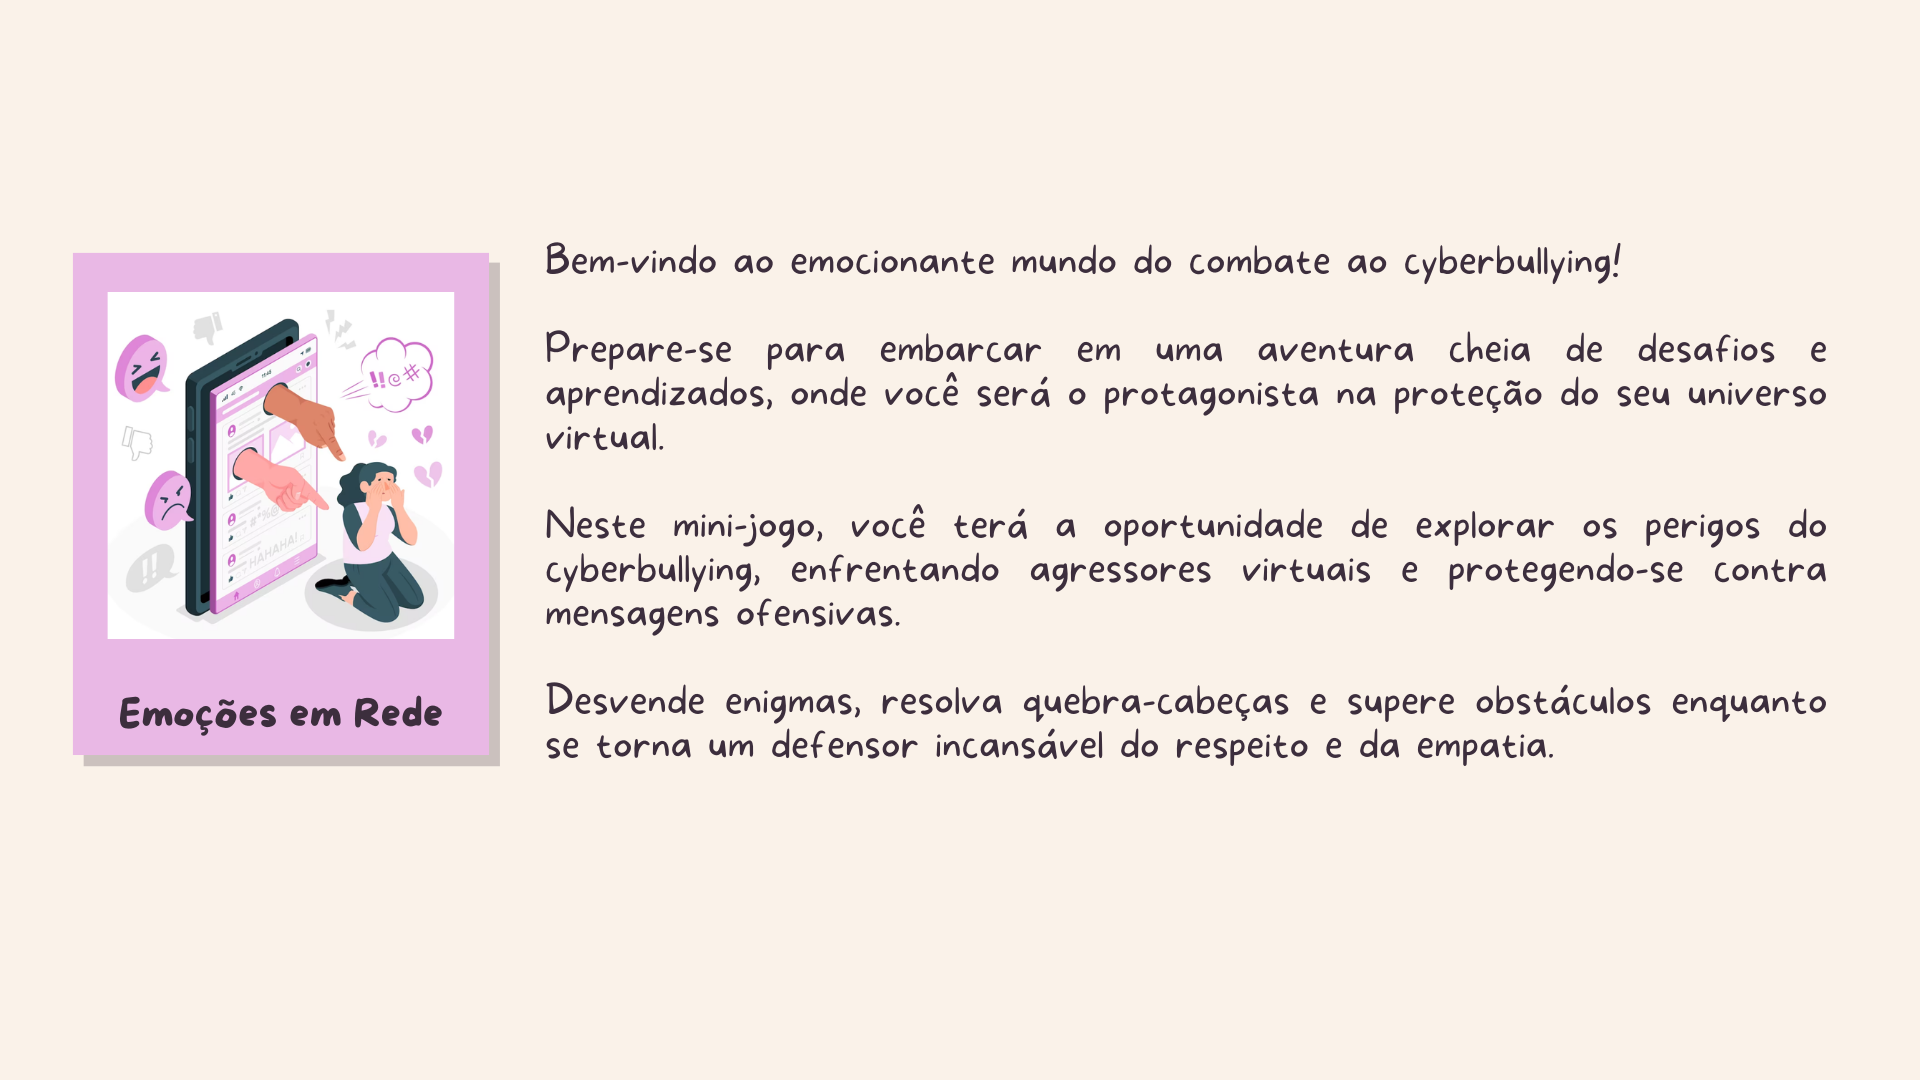 Bem-vindo ao emocionante mundo do combate ao cyberbullying!
Prepare-se para embarcar em uma aventura cheia de desafios e
aprendizados, onde você será o protagonista na proteção do seu universo
virtual.
Neste mini-jogo, você terá a oportunidade de explorar os perigos do
cyberbullying, enfrentando agressores virtuais e protegendo-se contra
mensagens ofensivas.
Desvende enigmas, resolva quebra-cabeças e supere obstáculos enquanto
se torna um defensor incansável do respeito e da empatia.
!!@#
HAHAHA!
!!
Emoções em Rede